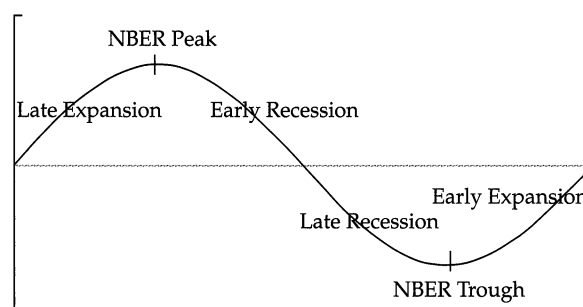 NBER Peak
Late Expansion
Early Recession
Early Expansion
Late Recession
NBER Trough